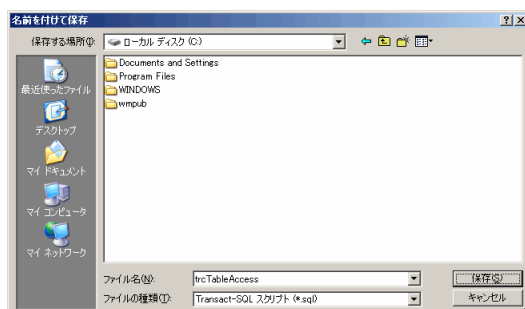 名前を付けて保存
保存する場所(I): ローカル ディスク (C:)
Documents and Settings
Program Files
WINDOWS
wmpub
最近使ったファイル
デスクトップ
マイ ドキュメント
マイ コンピュータ
マイ ネットワーク
ファイル名(N): trcTableAccess 保存(S)
ファイルの種類(T): Transact-SQL スクリプト (*.sql) キャンセル